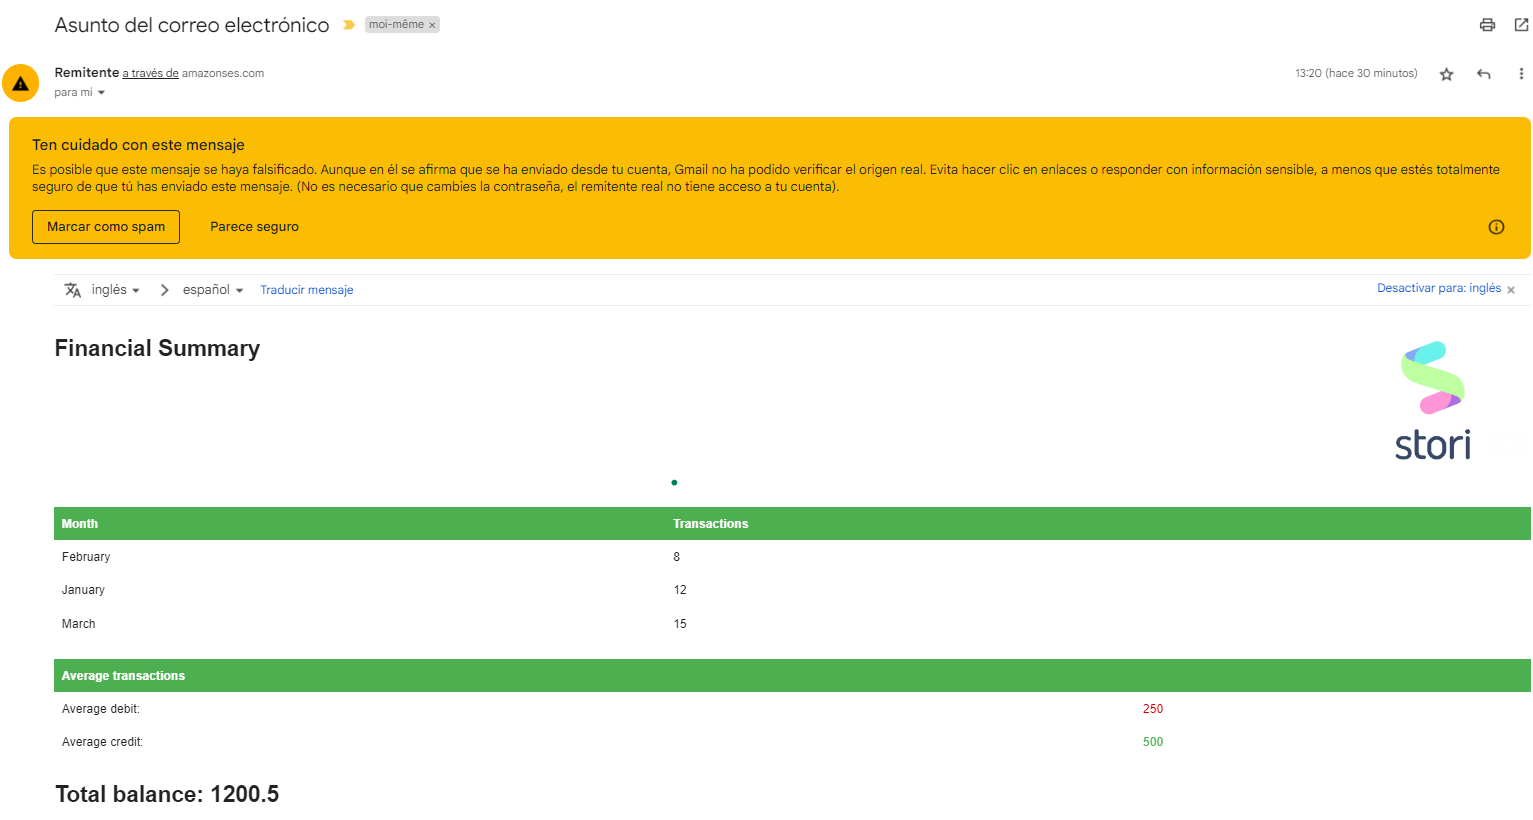 Asunto del correo electrónico moi-même ×
Remitente a través de amazonses.com 13:20 (hace 30 minutos)
para mí
Ten cuidado con este mensaje
Es posible que este mensaje se haya falsificado. Aunque en él se afirma que se ha enviado desde tu cuenta, Gmail no ha podido verificar el origen real. Evita hacer clic en enlaces o responder con información sensible, a menos que estés totalmente
seguro de que tú has enviado este mensaje. (No es necesario que cambies la contraseña, el remitente real no tiene acceso a tu cuenta).
Marcar como spam Parece seguro
inglés español Traducir mensaje Desactivar para: inglés ×
Financial Summary
stori
Month Transactions
February 8
January 12
March 15
Average transactions
Average debit: 250
Average credit: 500
Total balance: 1200.5